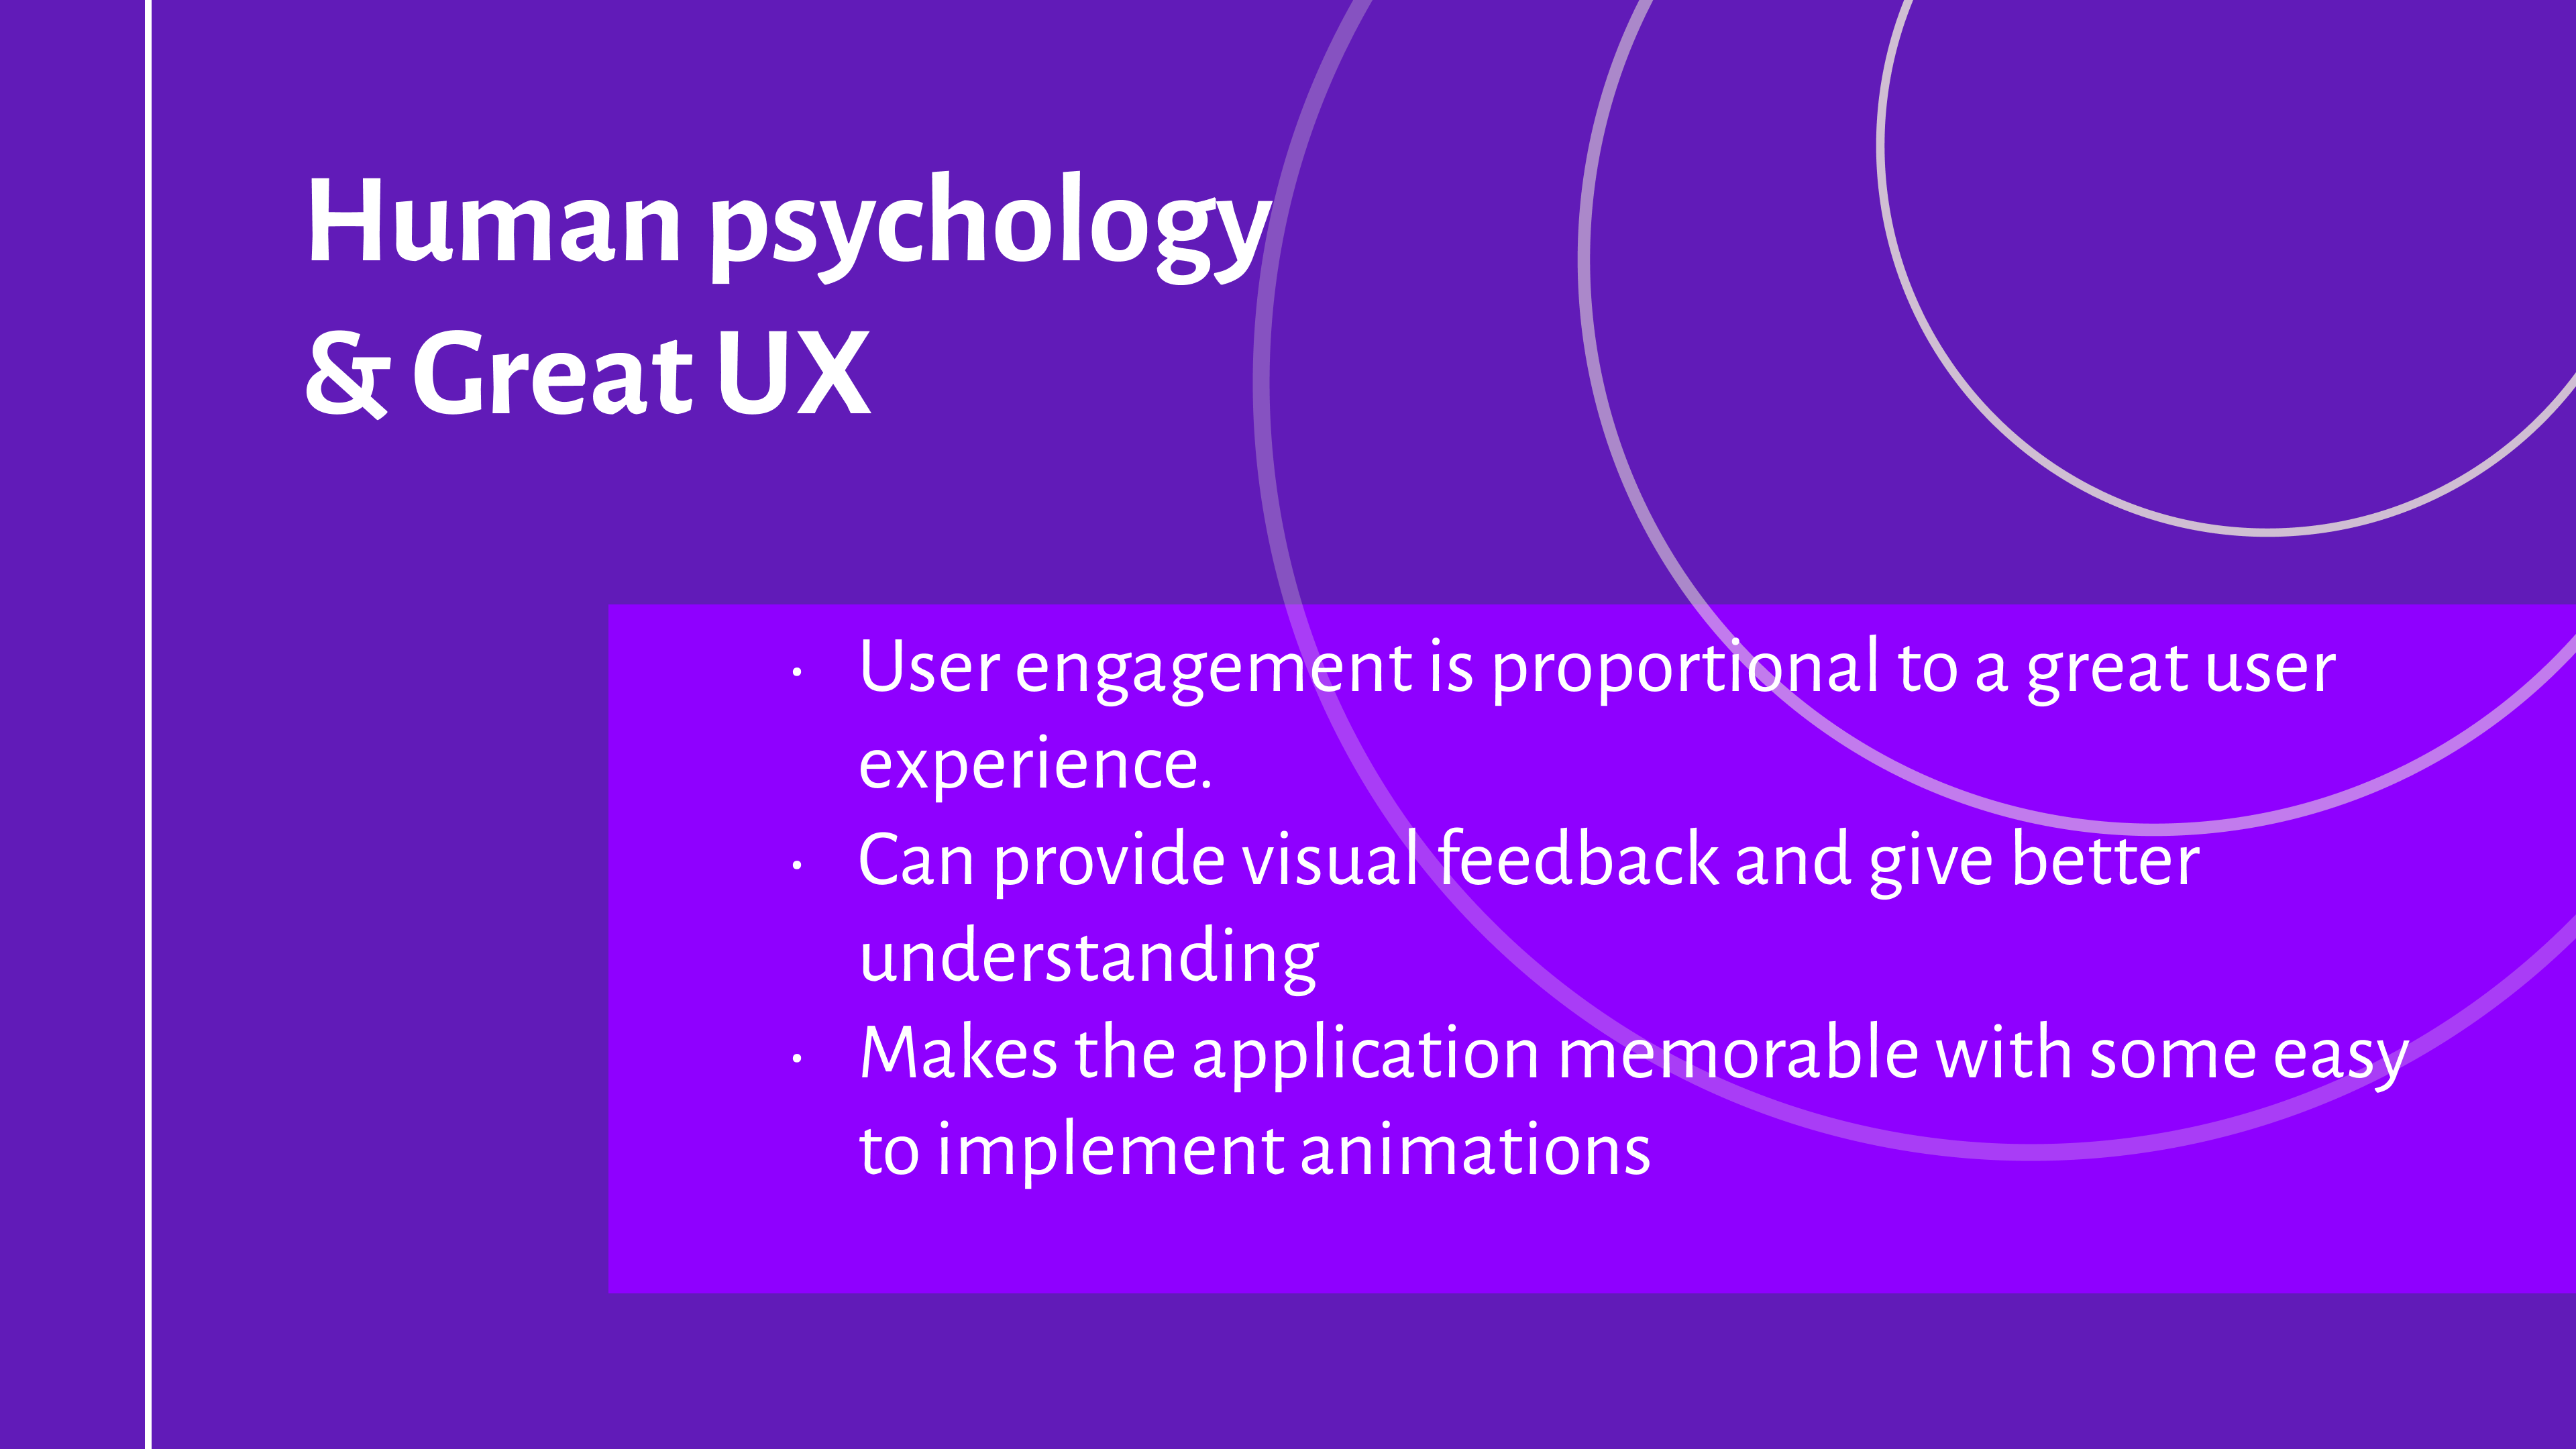 Human psychology
& Great UX
· User engagement is proportional to a great user
experience.
· Can provide visual feedback and give better
understanding
· Makes the application memorable with some easy
to implement animations